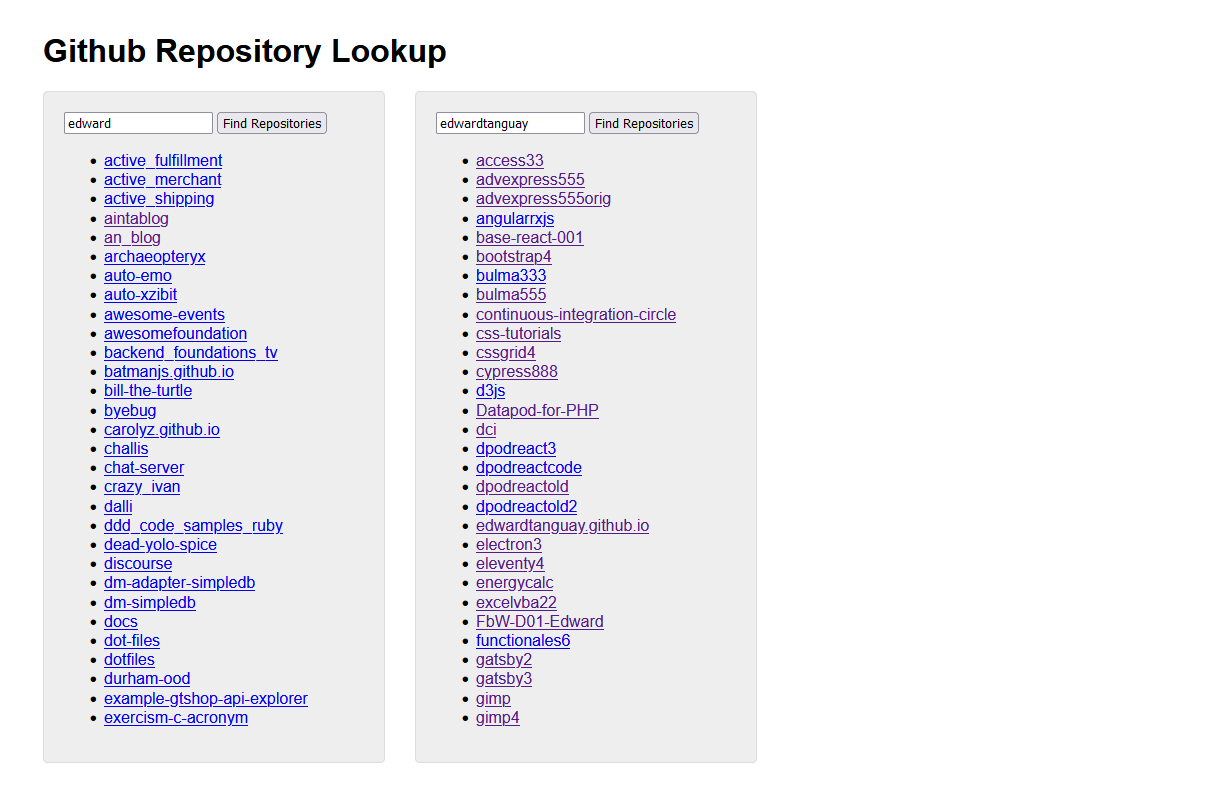 Github Repository Lookup
edward Find Repositories
active_fulfillment
active_merchant
active_shipping
aintablog
an_blog
archaeopteryx
auto-emo
auto-xzibit
awesome-events
awesomefoundation
backend_foundations_tv
batmanjs.github.io
bill-the-turtle
byebug
carolyz.github.io
challis
chat-server
crazy_ivan
dalli
ddd_code_samples_ruby
dead-yolo-spice
discourse
dm-adapter-simpledb
dm-simpledb
docs
dot-files
dotfiles
durham-ood
example-gtshop-api-explorer
exercism-c-acronym
edwardtanguay Find Repositories
access33
advexpress555
advexpress555orig
angularrxjs
base-react-001
bootstrap4
bulma333
bulma555
continuous-integration-circle
css-tutorials
cssgrid4
cypress888
d3js
Datapod-for-PHP
dci
dpodreact3
dpodreactcode
dpodreactold
dpodreactold2
edwardtanguay.github.io
electron3
eleventy4
energycalc
excelvba22
FbW-D01-Edward
functionales6
gatsby2
gatsby3
gimp
gimp4